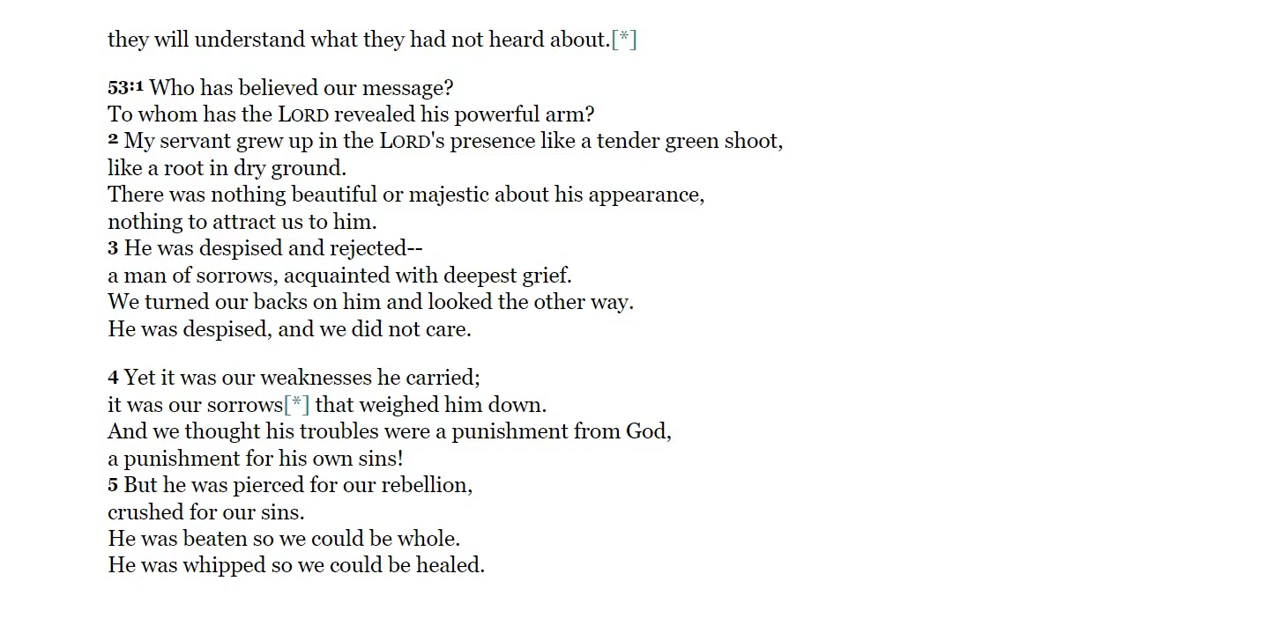 they will understand what they had not heard about.[*]
53:1 Who has believed our message?
To whom has the LORD revealed his powerful arm?
2 My servant grew up in the LORD's presence like a tender green shoot,
like a root in dry ground.
There was nothing beautiful or majestic about his appearance,
nothing to attract us to him.
3 He was despised and rejected--
a man of sorrows, acquainted with deepest grief.
We turned our backs on him and looked the other way.
He was despised, and we did not care.
4 Yet it was our weaknesses he carried;
it was our sorrows[*] that weighed him down.
And we thought his troubles were a punishment from God,
a punishment for his own sins!
5 But he was pierced for our rebellion,
crushed for our sins.
He was beaten so we could be whole.
He was whipped so we could be healed.